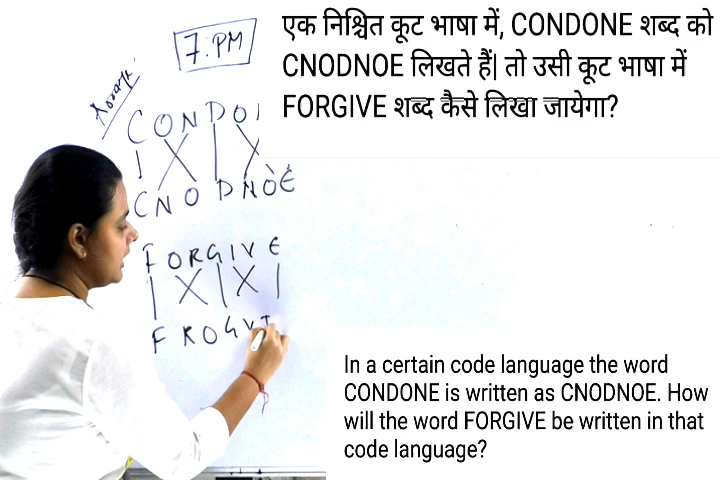 एक निश्चित कूट भाषा में, CONDONE शब्द को
CNODNOE लिखते हैं| तो उसी कूट भाषा में
FORGIVE शब्द कैसे लिखा जायेगा?
7:PM
CONDO
CNODNOE
FORGIVE
FROGVI
In a certain code language the word
CONDONE is written as CNODNOE. How
will the word FORGIVE be written in that
code language?